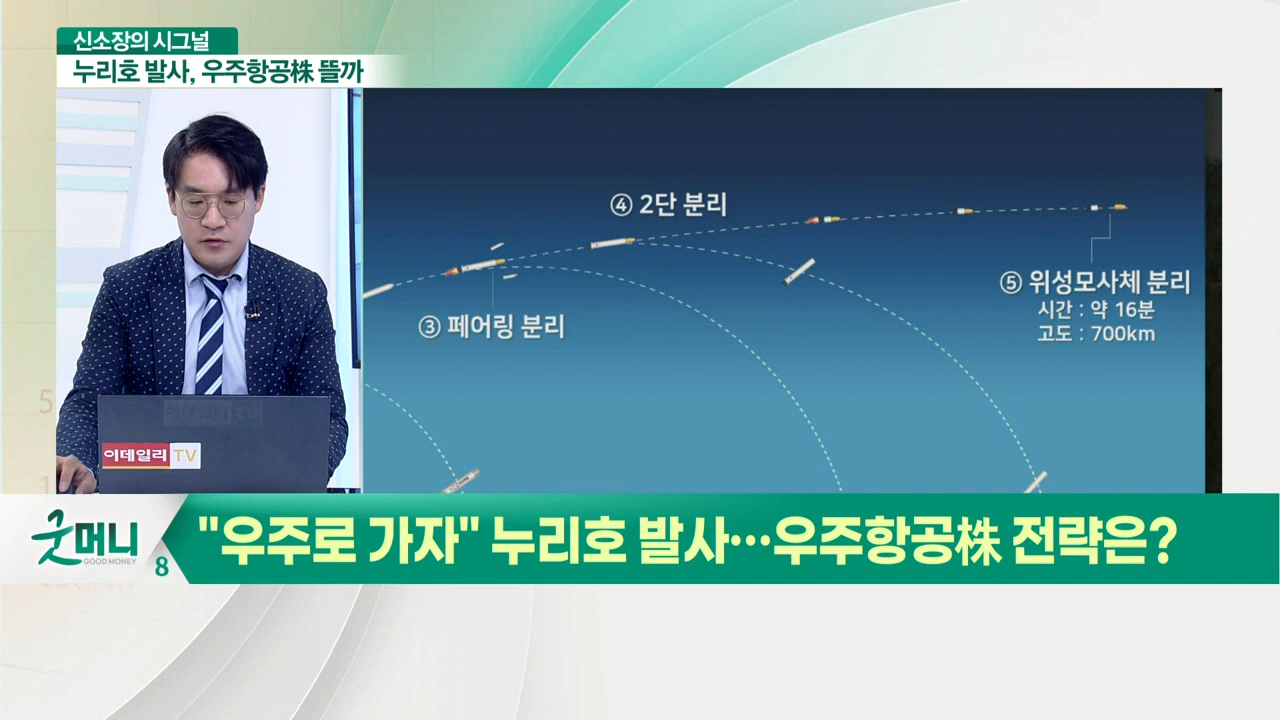 신소장의 시그널
누리호 발사, 우주항공株 뜰까
④ 2단 분리
⑤ 위성모사체 분리
시간 : 약 16분
고도 : 700km
③ 페어링 분리
이데일리 TV
굿머니
GOOD MONEY
8
"우주로 가자" 누리호 발사…우주항공株 전략은?